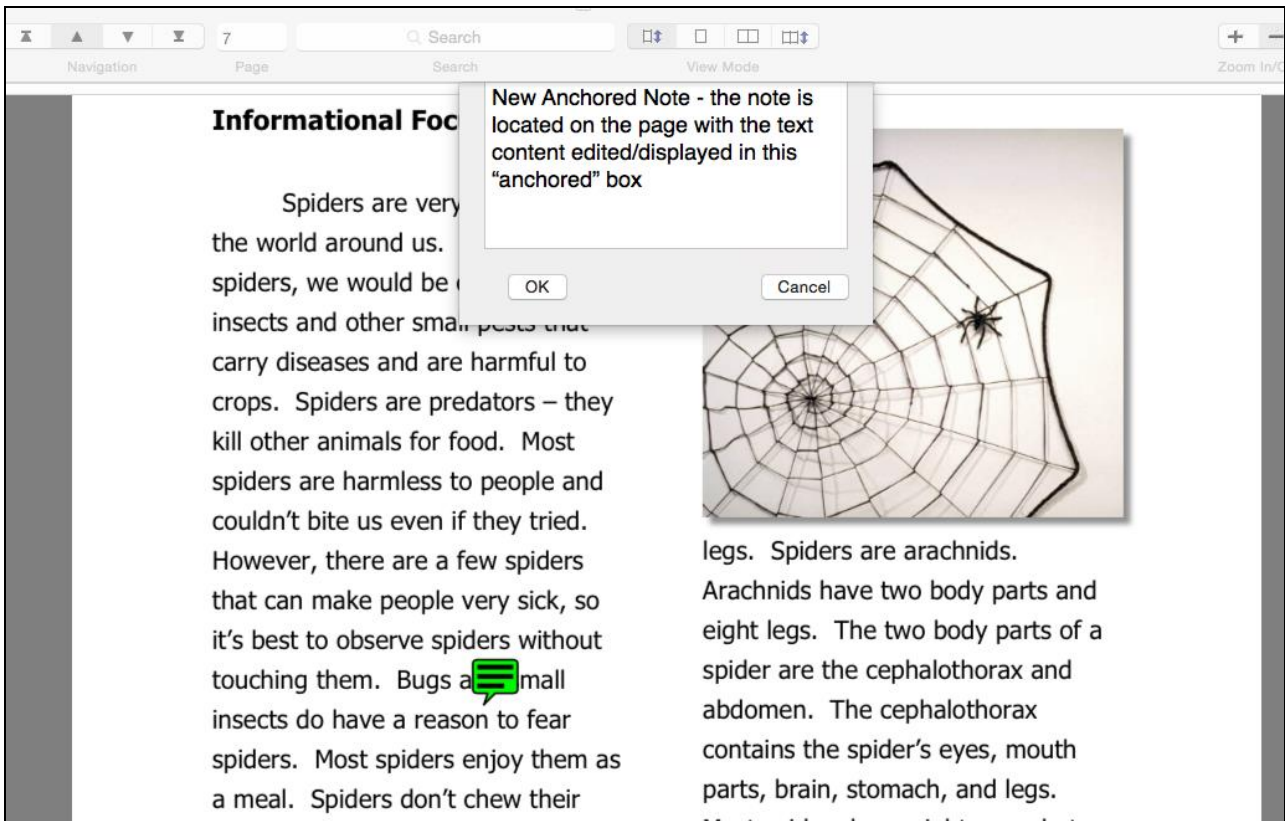 7
Search
Navigation
Page
Search
View Mode
Zoom In/
New Anchored Note - the note is
located on the page with the text
content edited/displayed in this
“anchored” box
OK
Cancel
Informational
Spiders are very
the world around us.
spiders, we would be
insects and other small pests that
carry diseases and are harmful to
crops. Spiders are predators – they
kill other animals for food. Most
spiders are harmless to people and
couldn’t bite us even if they tried.
However, there are a few spiders
that can make people very sick, so
it’s best to observe spiders without
touching them. Bugs
insects do have a reason to fear
spiders. Most spiders enjoy them as
a meal. Spiders don’t chew their
legs. Spiders are arachnids.
Arachnids have two body parts and
eight legs. The two body parts of a
spider are the cephalothorax and
abdomen. The cephalothorax
contains the spider’s eyes, mouth
parts, brain, stomach, and legs.